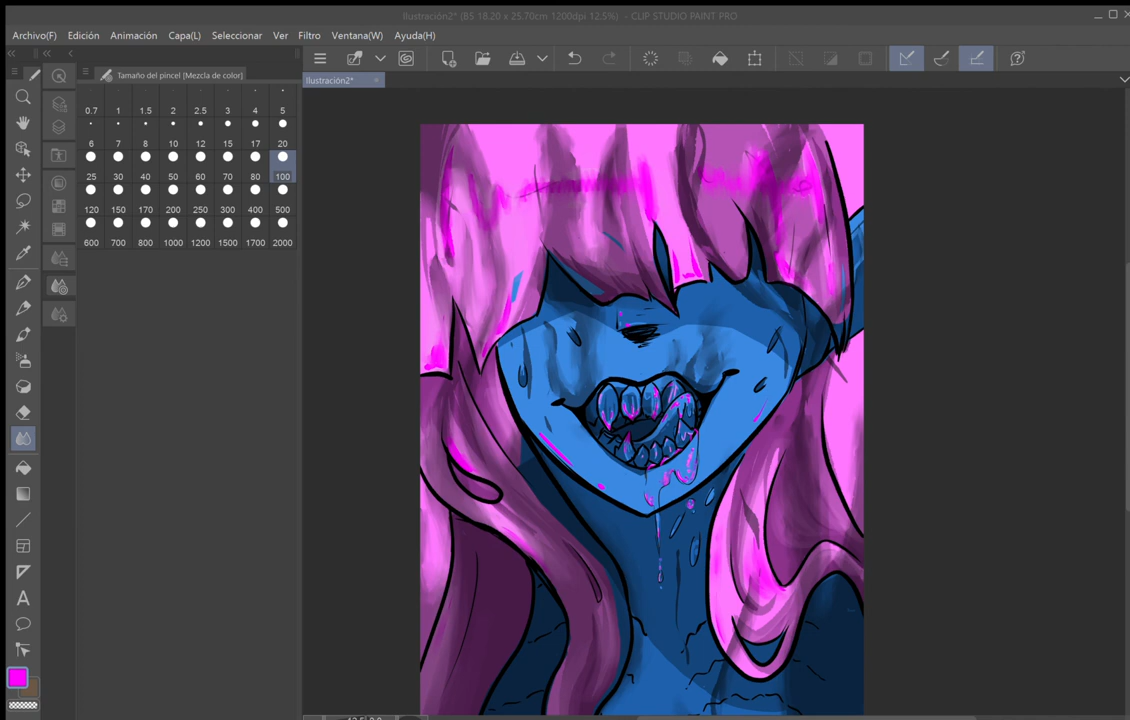 Ilustración2* (B5 18.20 x 25.70cm 1200dpi 12.5%) - CLIP STUDIO PAINT PRO
Archivo(F) Edición Animación Capa(L) Seleccionar Ver Filtro Ventana(W) Ayuda(H)
Tamaño del pincel [Mezcla de color]
Ilustración2*
0.7 1 1.5 2 2.5 3 4 5
6 7 8 10 12 15 17 20
25 30 40 50 60 70 80 100
120 150 170 200 250 300 400 500
600 700 800 1000 1200 1500 1700 2000